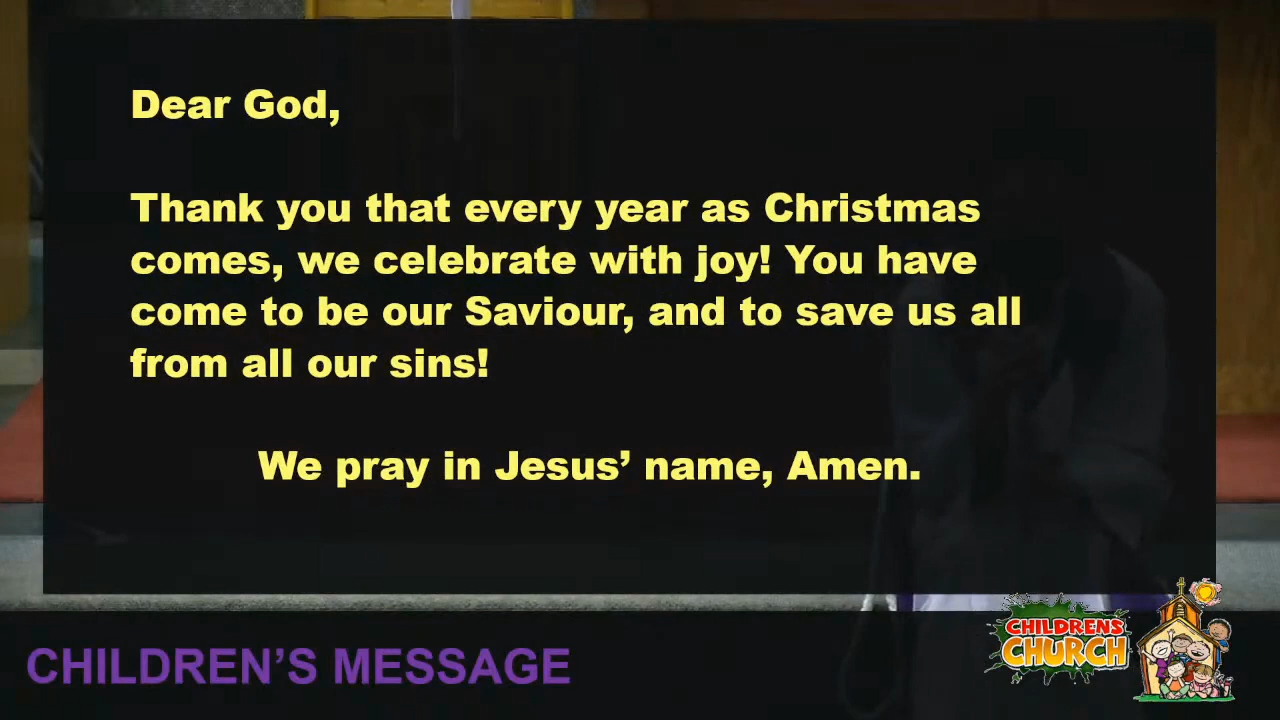 Dear God,
Thank you that every year as Christmas
comes, we celebrate with joy! You have
come to be our Saviour, and to save us all
from all our sins!
We pray in Jesus’ name, Amen.
CHILDREN’S MESSAGE
CHILDRENS
CHURCH